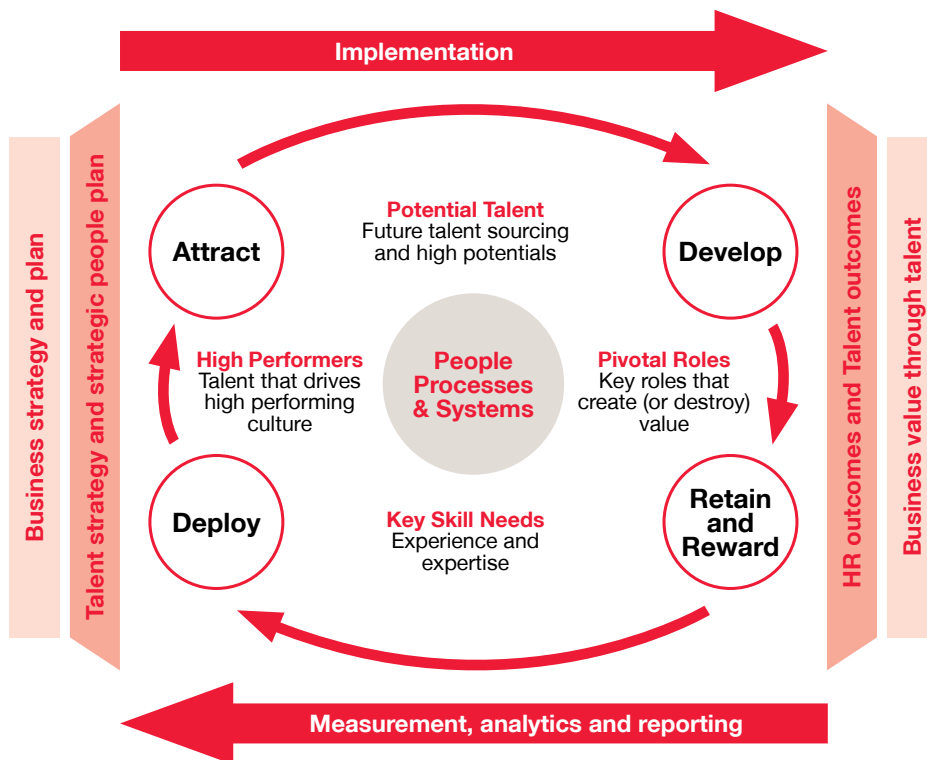 Implementation
Business strategy and plan
Talent strategy and strategic people plan
Attract
Potential Talent
Future talent sourcing
and high potentials
Develop
High Performers
Talent that drives
high performing
culture
People
Processes
& Systems
Pivotal Roles
Key roles that
create (or destroy)
value
Deploy
Key Skill Needs
Experience and
expertise
Retain
and
Reward
HR outcomes and Talent outcomes
Business value through talent
Measurement, analytics and reporting